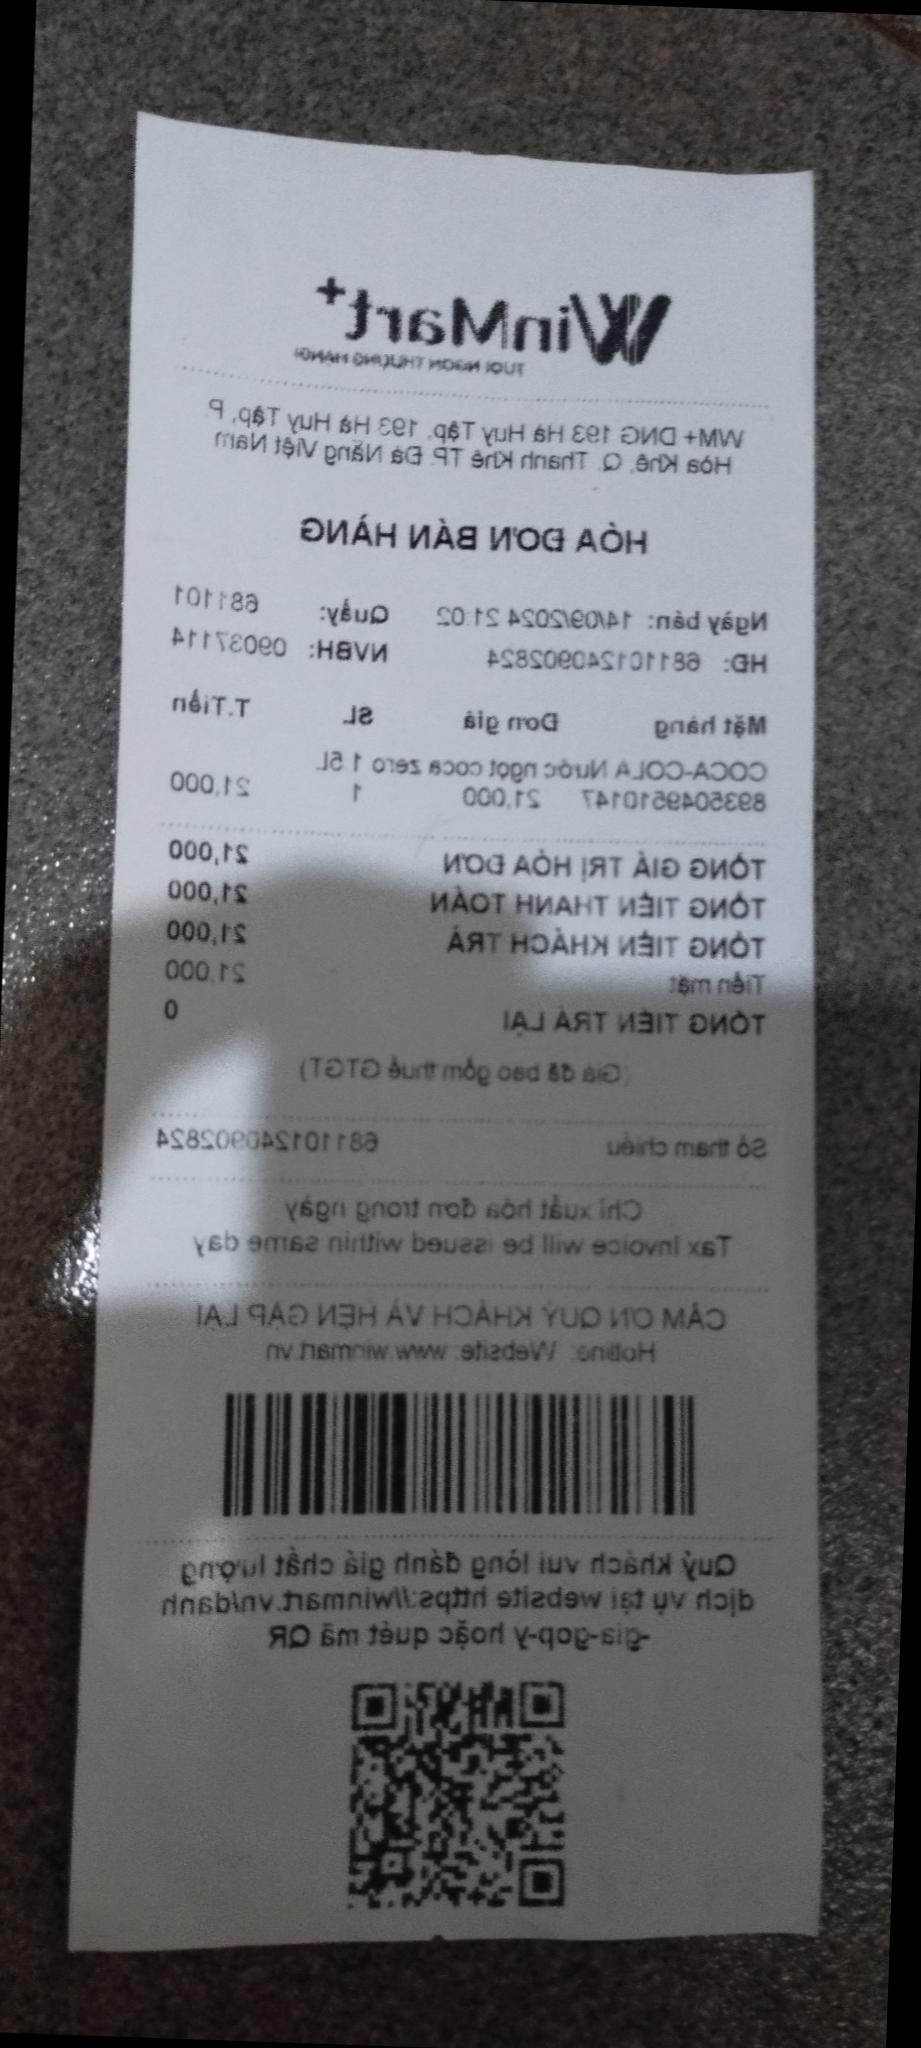 WinMart+
TƯƠI NGON THƯỢNG HẠNG!
WM+ DNG 193 Hà Huy Tập, 193 Hà Huy Tập, P.
Hòa Khê, Q. Thanh Khê TP. Đà Nẵng Việt Nam
HÓA ĐƠN BÁN HÀNG
Ngày bán: 14/09/2024 21:02 Quầy: 681101
HĐ: 681101240902824 NVBH: 09037114
Mặt hàng Đơn giá SL T.Tiền
COCA-COLA Nước ngọt coca zero 1.5L
8935049510147 21,000 1 21,000
TỔNG GIÁ TRỊ HÓA ĐƠN 21,000
TỔNG TIỀN THANH TOÁN 21,000
TỔNG TIỀN KHÁCH TRẢ 21,000
Tiền mặt 21,000
TỔNG TIỀN TRẢ LẠI 0
(Giá đã bao gồm thuế GTGT)
Số tham chiếu 681101240902824
Chỉ xuất hóa đơn trong ngày
Tax Invoice will be issued within same day
CẢM ƠN QUÝ KHÁCH VÀ HẸN GẶP LẠI
Hotline: Website: www.winmart.vn
Quý khách vui lòng đánh giá chất lượng
dịch vụ tại website https://winmart.vn/danh
-gia-gop-y hoặc quét mã QR